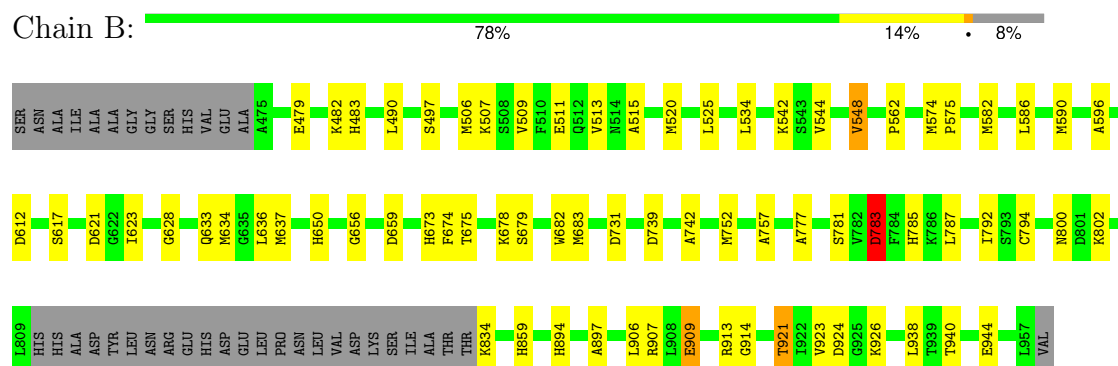 Chain B:
78% 14% • 8%
SER ASN ALA ILE ALA ALA GLY GLY SER HIS VAL GLU ALA A475 E479 K482 H483 L490 S497 M506 K507 S508 V509 F510 E511 Q512 V513 N514 A515 M520 L525 L534 K542 S543 V544 V548 P562 M574 P575 M582 L586 M590 A596
D612 S617 D621 G622 I623 G628 Q633 M634 G635 L636 M637 H650 G656 D659 H673 F674 T675 K678 S679 W682 M683 D731 D739 A742 M752 A757 A777 S781 V782 D783 F784 H785 K786 L787 I792 S793 C794 N800 D801 K802
L809 HIS HIS ALA ASP TYR LEU ASN ARG GLU HIS ASP GLU LEU PRO ASN LEU VAL ASP LYS SER ILE ALA THR THR K834 H859 H894 A897 L906 R907 L908 E909 R913 G914 T921 I922 V923 D924 G925 K926 L938 T939 T940 E944 L957 VAL